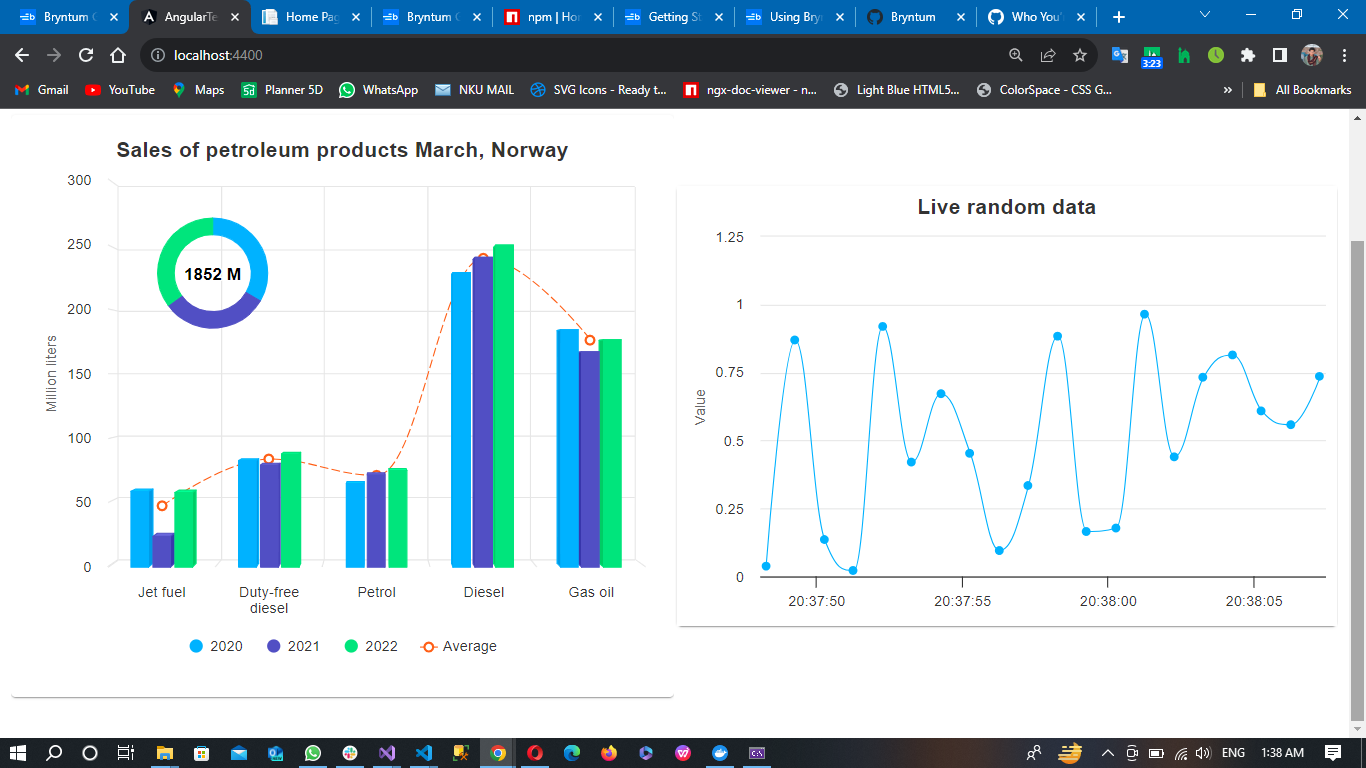 Bryntum
AngularTe
Home Pag
Bryntum
npm | Hon
Getting St
Using Bryn
Bryntum
Who You'
localhost:4400
3:23
Gmail
YouTube
Maps
Planner 5D
WhatsApp
NKU MAIL
SVG Icons - Ready t...
ngx-doc-viewer - n...
Light Blue HTML5...
ColorSpace - CSS G...
»
All Bookmarks
Sales of petroleum products March, Norway
300
250
200
150
100
50
0
Million liters
1852 M
Jet fuel
Duty-free
diesel
Petrol
Diesel
Gas oil
2020
2021
2022
Average
Live random data
1.25
1
0.75
0.5
0.25
0
Value
20:37:50
20:37:55
20:38:00
20:38:05
ENG
1:38 AM